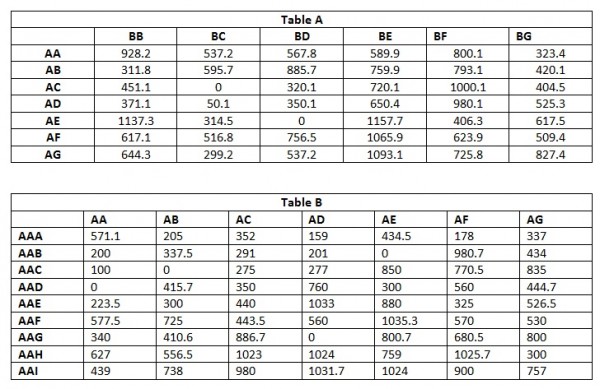 Table A
BB BC BD BE BF BG
AA 928.2 537.2 567.8 589.9 800.1 323.4
AB 311.8 595.7 885.7 759.9 793.1 420.1
AC 451.1 0 320.1 720.1 1000.1 404.5
AD 371.1 50.1 350.1 650.4 980.1 525.3
AE 1137.3 314.5 0 1157.7 406.3 617.5
AF 617.1 516.8 756.5 1065.9 623.9 509.4
AG 644.3 299.2 537.2 1093.1 725.8 827.4
Table B
AA AB AC AD AE AF AG
AAA 571.1 205 352 159 434.5 178 337
AAB 200 337.5 291 201 0 980.7 434
AAC 100 0 275 277 850 770.5 835
AAD 0 415.7 350 760 300 560 444.7
AAE 223.5 300 440 1033 880 325 526.5
AAF 577.5 725 443.5 560 1035.3 570 530
AAG 340 410.6 886.7 0 800.7 680.5 800
AAH 627 556.5 1023 1024 759 1025.7 300
AAI 439 738 980 1031.7 1024 900 757